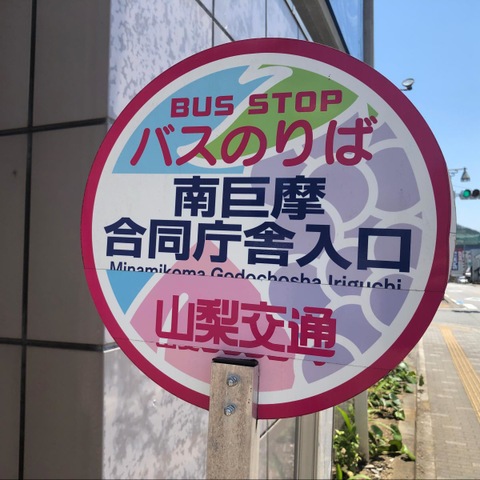 BUS STOP
バスのりば
南巨摩
合同庁舎入口
Minamikoma Godochosha Iriguchi
山梨交通